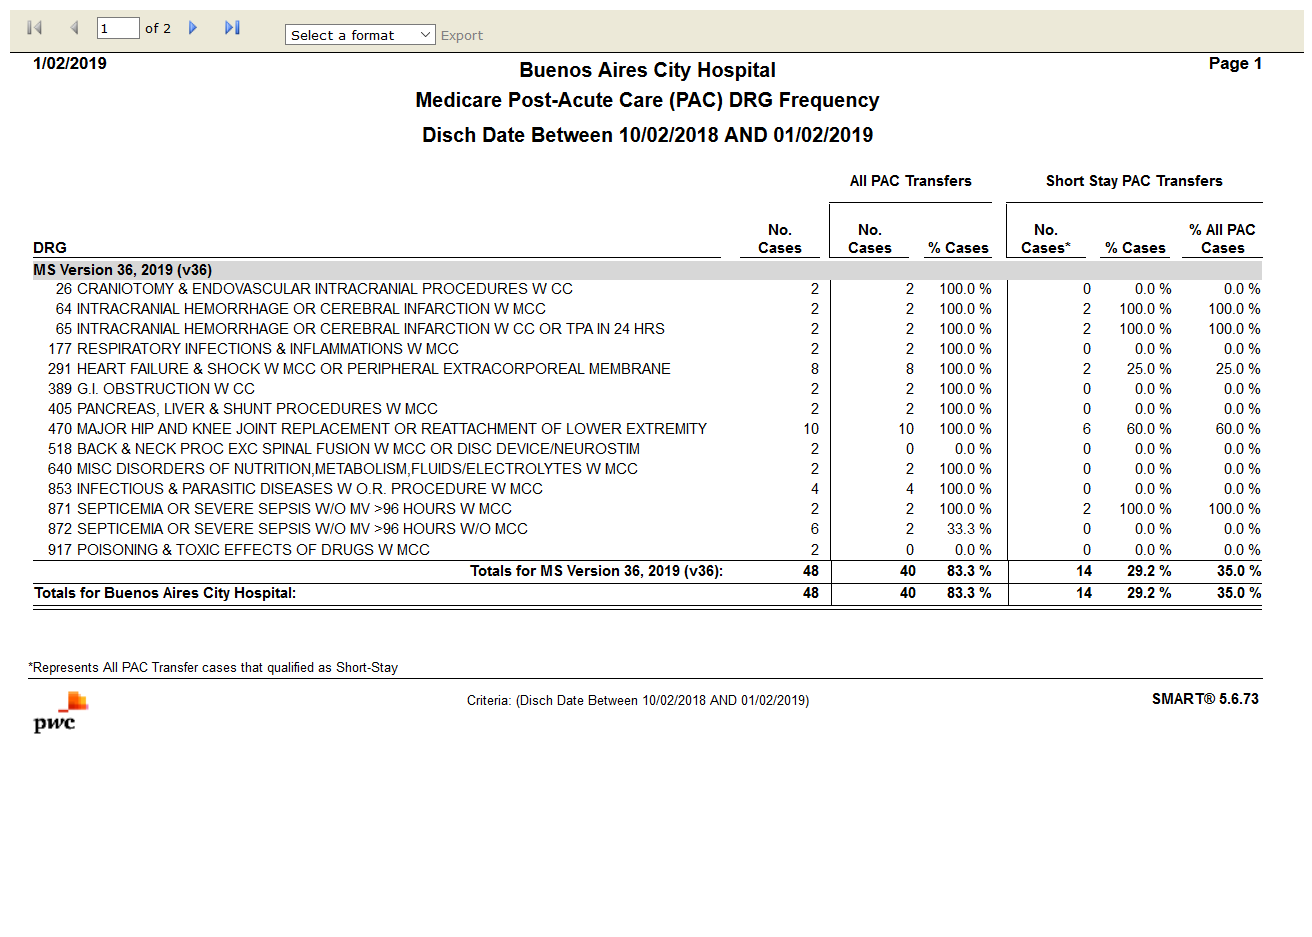 1 of 2 Select a format Export
1/02/2019 Page 1
Buenos Aires City Hospital
Medicare Post-Acute Care (PAC) DRG Frequency
Disch Date Between 10/02/2018 AND 01/02/2019
All PAC Transfers Short Stay PAC Transfers
No. No. No. % All PAC
DRG Cases Cases % Cases Cases* % Cases Cases
MS Version 36, 2019 (v36)
26 CRANIOTOMY & ENDOVASCULAR INTRACRANIAL PROCEDURES W CC 2 2 100.0 % 0 0.0 % 0.0 %
64 INTRACRANIAL HEMORRHAGE OR CEREBRAL INFARCTION W MCC 2 2 100.0 % 2 100.0 % 100.0 %
65 INTRACRANIAL HEMORRHAGE OR CEREBRAL INFARCTION W CC OR TPA IN 24 HRS 2 2 100.0 % 2 100.0 % 100.0 %
177 RESPIRATORY INFECTIONS & INFLAMMATIONS W MCC 2 2 100.0 % 0 0.0 % 0.0 %
291 HEART FAILURE & SHOCK W MCC OR PERIPHERAL EXTRACORPOREAL MEMBRANE 8 8 100.0 % 2 25.0 % 25.0 %
389 G.I. OBSTRUCTION W CC 2 2 100.0 % 0 0.0 % 0.0 %
405 PANCREAS, LIVER & SHUNT PROCEDURES W MCC 2 2 100.0 % 0 0.0 % 0.0 %
470 MAJOR HIP AND KNEE JOINT REPLACEMENT OR REATTACHMENT OF LOWER EXTREMITY 10 10 100.0 % 6 60.0 % 60.0 %
518 BACK & NECK PROC EXC SPINAL FUSION W MCC OR DISC DEVICE/NEUROSTIM 2 0 0.0 % 0 0.0 % 0.0 %
640 MISC DISORDERS OF NUTRITION,METABOLISM,FLUIDS/ELECTROLYTES W MCC 2 2 100.0 % 0 0.0 % 0.0 %
853 INFECTIOUS & PARASITIC DISEASES W O.R. PROCEDURE W MCC 4 4 100.0 % 0 0.0 % 0.0 %
871 SEPTICEMIA OR SEVERE SEPSIS W/O MV >96 HOURS W MCC 2 2 100.0 % 2 100.0 % 100.0 %
872 SEPTICEMIA OR SEVERE SEPSIS W/O MV >96 HOURS W/O MCC 6 2 33.3 % 0 0.0 % 0.0 %
917 POISONING & TOXIC EFFECTS OF DRUGS W MCC 2 0 0.0 % 0 0.0 % 0.0 %
Totals for MS Version 36, 2019 (v36): 48 40 83.3 % 14 29.2 % 35.0 %
Totals for Buenos Aires City Hospital: 48 40 83.3 % 14 29.2 % 35.0 %
*Represents All PAC Transfer cases that qualified as Short-Stay
Criteria: (Disch Date Between 10/02/2018 AND 01/02/2019) SMART® 5.6.73
pwc